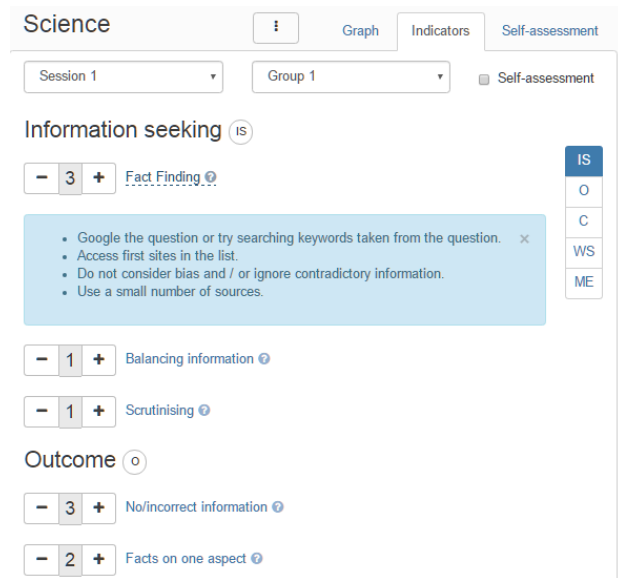 Science
Graph Indicators Self-assessment
Session 1 Group 1 Self-assessment
Information seeking IS
− 3 + Fact Finding
• Google the question or try searching keywords taken from the question. ×
• Access first sites in the list.
• Do not consider bias and / or ignore contradictory information.
• Use a small number of sources.
− 1 + Balancing information
− 1 + Scrutinising
Outcome O
− 3 + No/incorrect information
− 2 + Facts on one aspect
IS
O
C
WS
ME